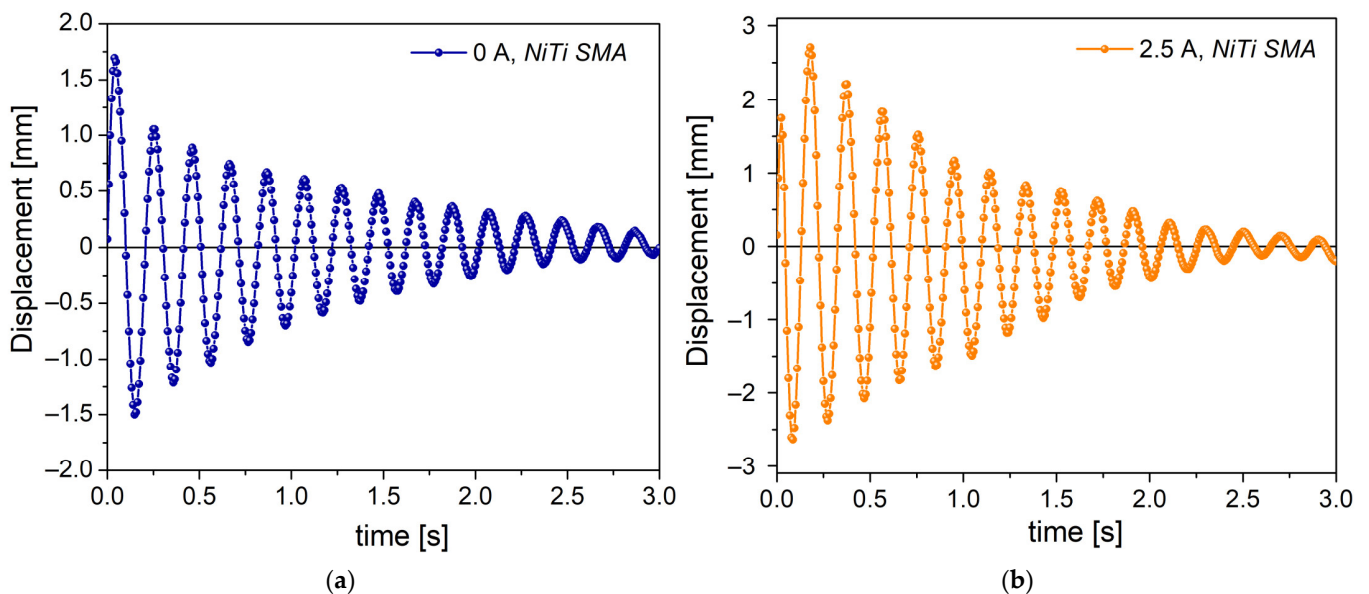 2.0
1.5
1.0
0.5
0
–0.5
–1.0
–1.5
–2.0
Displacement [mm]
0 A, NiTi SMA
0.0 0.5 1.0 1.5 2.0 2.5 3.0
time [s]
(a)
3
2
1
0
–1
–2
–3
Displacement [mm]
2.5 A, NiTi SMA
0.0 0.5 1.0 1.5 2.0 2.5 3.0
time [s]
(b)